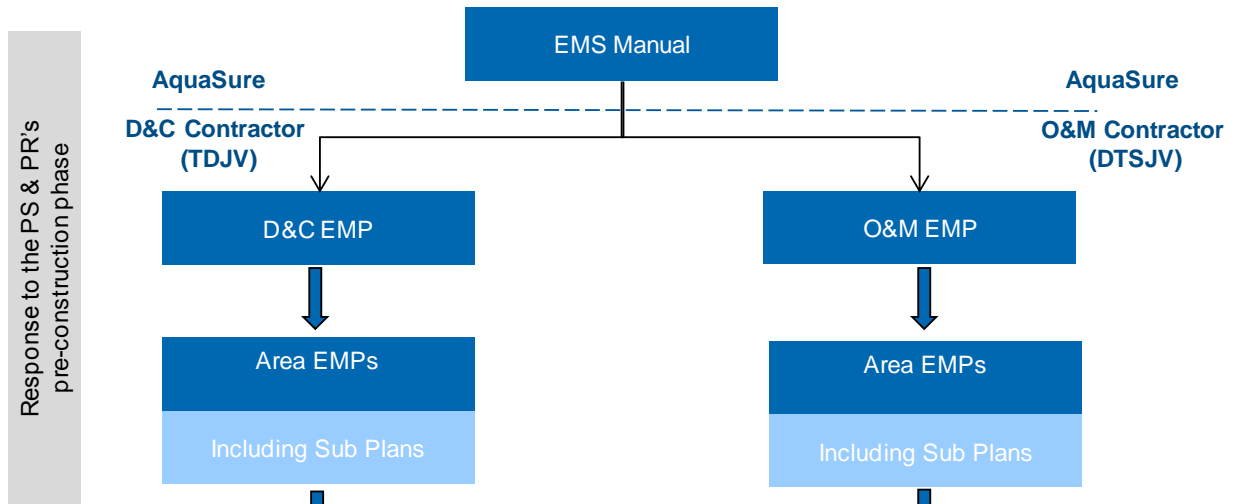 EMS Manual
AquaSure
AquaSure
D&C Contractor
(TDJV)
O&M Contractor
(DTSJV)
Response to the PS & PR's
pre-construction phase
D&C EMP
O&M EMP
Area EMPs
Area EMPs
Including Sub Plans
Including Sub Plans